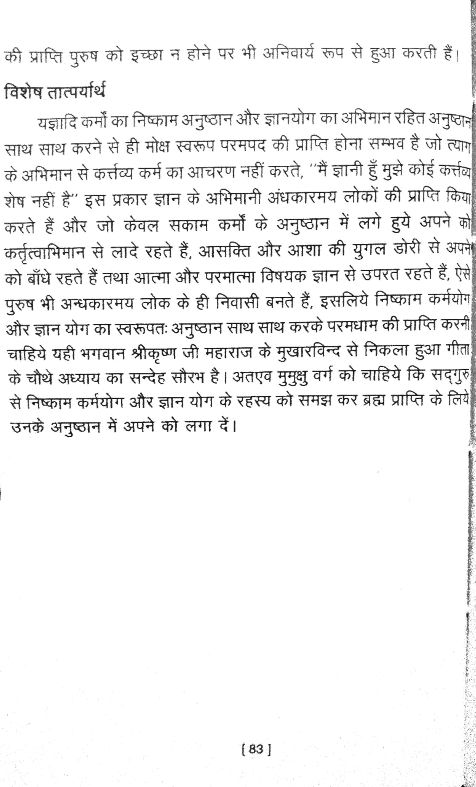 की प्राप्ति पुरुष को इच्छा न होने पर भी अनिवार्य रूप से हुआ करती हैं।
विशेष तात्पर्यार्थ
यज्ञादि कर्मों का निष्काम अनुष्ठान और ज्ञानयोग का अभिमान रहित अनुष्ठान
साथ साथ करने से ही मोक्ष स्वरूप परमपद की प्राप्ति होना सम्भव है जो त्याग
के अभिमान से कर्त्तव्य कर्म का आचरण नहीं करते, "मैं ज्ञानी हूँ मुझे कोई कर्त्तव्य
शेष नहीं है" इस प्रकार ज्ञान के अभिमानी अंधकारमय लोकों की प्राप्ति किया
करते हैं और जो केवल सकाम कर्मों के अनुष्ठान में लगे हुये अपने को
कर्तृत्वाभिमान से लादे रहते हैं, आसक्ति और आशा की युगल डोरी से अपने
को बाँधे रहते हैं तथा आत्मा और परमात्मा विषयक ज्ञान से उपरत रहते हैं, ऐसे
पुरुष भी अन्धकारमय लोक के ही निवासी बनते हैं, इसलिये निष्काम कर्मयोग
और ज्ञान योग का स्वरूपतः अनुष्ठान साथ साथ करके परमधाम की प्राप्ति करनी
चाहिये यही भगवान श्रीकृष्ण जी महाराज के मुखारविन्द से निकला हुआ गीता
के चौथे अध्याय का सन्देह सौरभ है। अतएव मुमुक्षु वर्ग को चाहिये कि सद्‌गुरु
से निष्काम कर्मयोग और ज्ञान योग के रहस्य को समझ कर ब्रह्म प्राप्ति के लिये
उनके अनुष्ठान में अपने को लगा दें।
[ 83 ]